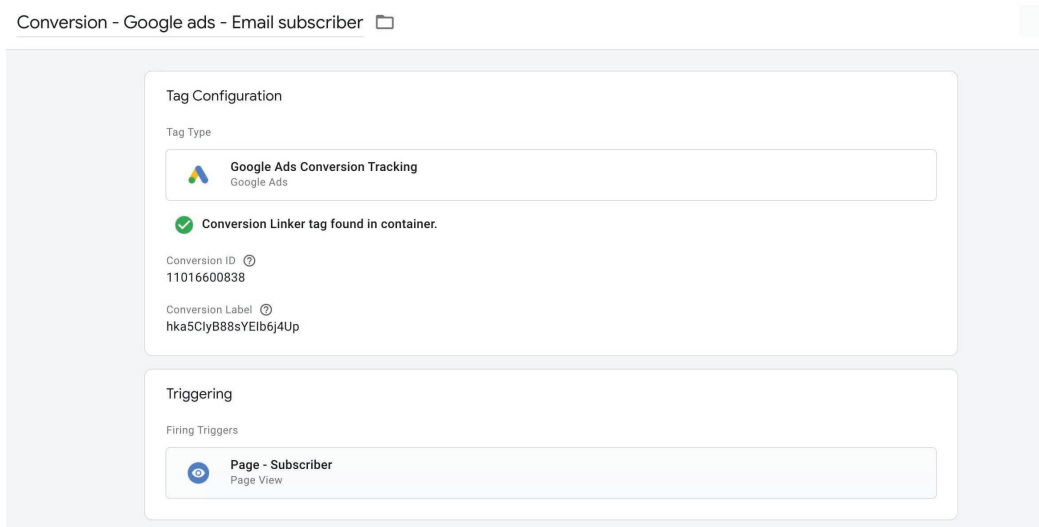 Conversion - Google ads - Email subscriber
Tag Configuration
Tag Type
Google Ads Conversion Tracking
Google Ads
Conversion Linker tag found in container.
Conversion ID
11016600838
Conversion Label
hka5CIyB88sYEIb6j4Up
Triggering
Firing Triggers
Page - Subscriber
Page View